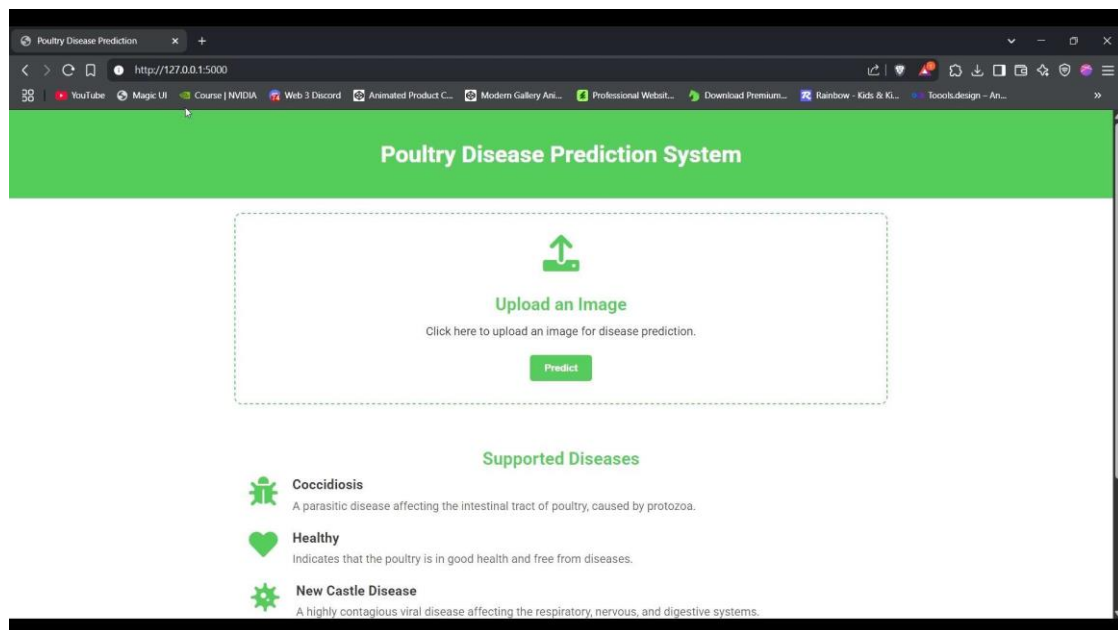 Poultry Disease Prediction
http://127.0.0.1:5000
YouTube Magic UI Course | NVIDIA Web 3 Discord Animated Product C... Modern Gallery Ani... Professional Websit... Download Premium... Rainbow - Kids & Ki... Toools.design – An...
Poultry Disease Prediction System
Upload an Image
Click here to upload an image for disease prediction.
Predict
Supported Diseases
Coccidiosis
A parasitic disease affecting the intestinal tract of poultry, caused by protozoa.
Healthy
Indicates that the poultry is in good health and free from diseases.
New Castle Disease
A highly contagious viral disease affecting the respiratory, nervous, and digestive systems.